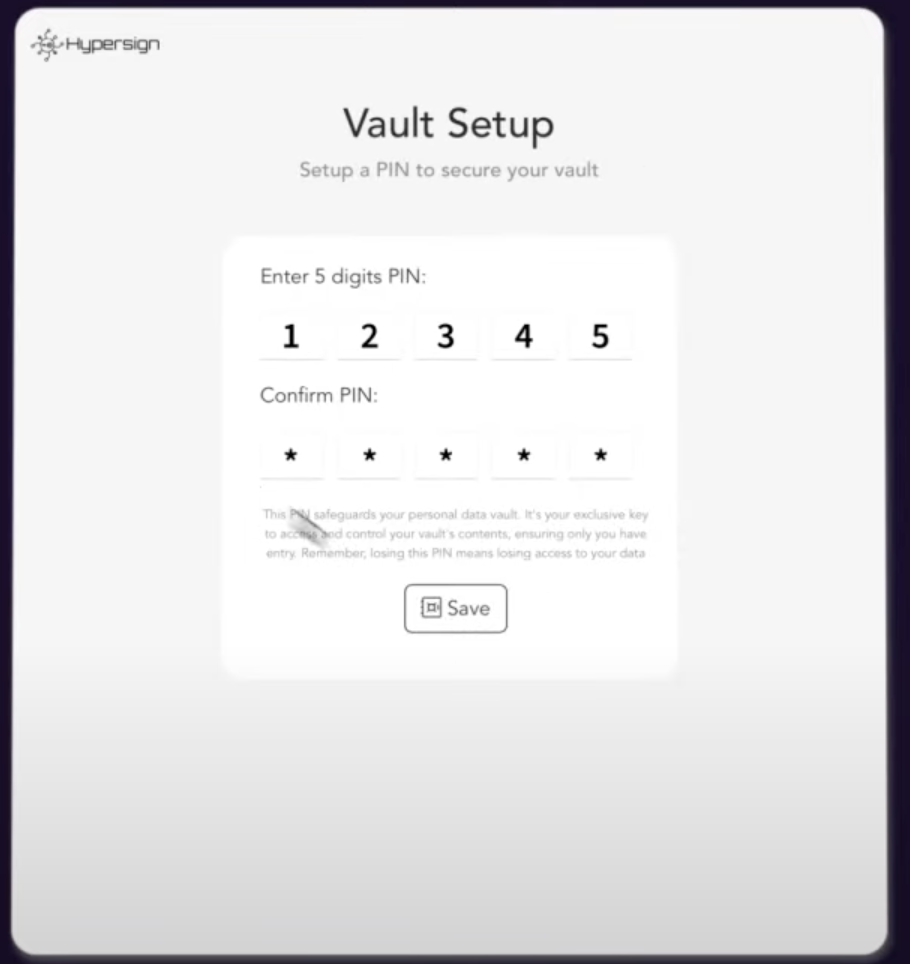 Hypersign
Vault Setup
Setup a PIN to secure your vault
Enter 5 digits PIN:
1 2 3 4 5
Confirm PIN:
* * * * *
This PIN safeguards your personal data vault. It's your exclusive key
to access and control your vault's contents, ensuring only you have
entry. Remember, losing this PIN means losing access to your data
Save